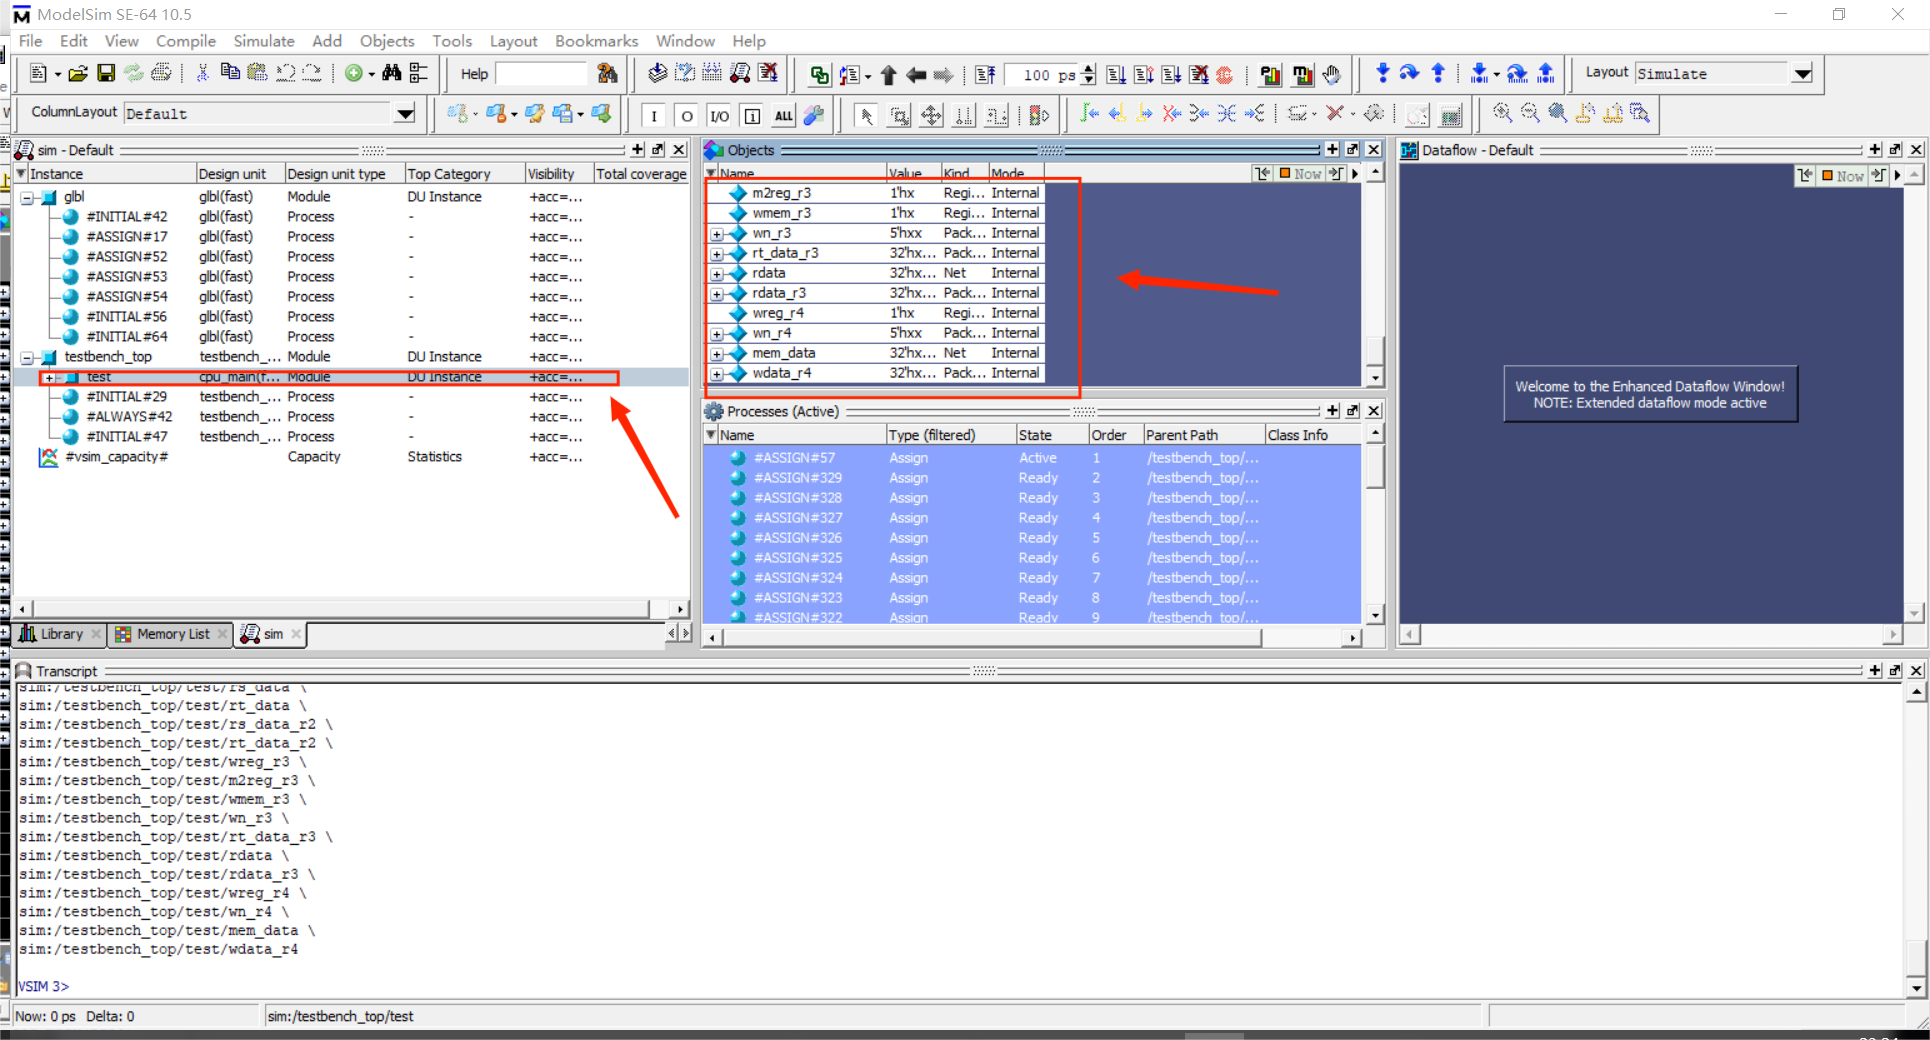 ModelSim SE-64 10.5
File Edit View Compile Simulate Add Objects Tools Layout Bookmarks Window Help
Help 100 ps Layout Simulate
ColumnLayout Default I O I/O ALL
sim - Default
Instance Design unit Design unit type Top Category Visibility Total coverage
glbl glbl(fast) Module DU Instance +acc=...
#INITIAL#42 glbl(fast) Process - +acc=...
#ASSIGN#17 glbl(fast) Process - +acc=...
#ASSIGN#52 glbl(fast) Process - +acc=...
#ASSIGN#53 glbl(fast) Process - +acc=...
#ASSIGN#54 glbl(fast) Process - +acc=...
#INITIAL#56 glbl(fast) Process - +acc=...
#INITIAL#64 glbl(fast) Process - +acc=...
testbench_top testbench_... Module DU Instance +acc=...
test cpu_main(f... Module DU Instance +acc=...
#INITIAL#29 testbench_... Process - +acc=...
#ALWAYS#42 testbench_... Process - +acc=...
#INITIAL#47 testbench_... Process - +acc=...
#vsim_capacity# Capacity Statistics +acc=...
Library Memory List sim
Objects
Name Value Kind Mode Now
m2reg_r3 1'hx Regi... Internal
wmem_r3 1'hx Regi... Internal
wn_r3 5'hxx Pack... Internal
rt_data_r3 32'hx... Pack... Internal
rdata 32'hx... Net Internal
rdata_r3 32'hx... Pack... Internal
wreg_r4 1'hx Regi... Internal
wn_r4 5'hxx Pack... Internal
mem_data 32'hx... Net Internal
wdata_r4 32'hx... Pack... Internal
Processes (Active)
Name Type (filtered) State Order Parent Path Class Info
#ASSIGN#57 Assign Active 1 /testbench_top/...
#ASSIGN#329 Assign Ready 2 /testbench_top/...
#ASSIGN#328 Assign Ready 3 /testbench_top/...
#ASSIGN#327 Assign Ready 4 /testbench_top/...
#ASSIGN#326 Assign Ready 5 /testbench_top/...
#ASSIGN#325 Assign Ready 6 /testbench_top/...
#ASSIGN#324 Assign Ready 7 /testbench_top/...
#ASSIGN#323 Assign Ready 8 /testbench_top/...
#ASSIGN#322 Assign Ready 9 /testbench_top/...
Dataflow - Default
Now
Welcome to the Enhanced Dataflow Window!
NOTE: Extended dataflow mode active
Transcript
sim:/testbench_top/test/rs_data \
sim:/testbench_top/test/rt_data \
sim:/testbench_top/test/rs_data_r2 \
sim:/testbench_top/test/rt_data_r2 \
sim:/testbench_top/test/wreg_r3 \
sim:/testbench_top/test/m2reg_r3 \
sim:/testbench_top/test/wmem_r3 \
sim:/testbench_top/test/wn_r3 \
sim:/testbench_top/test/rt_data_r3 \
sim:/testbench_top/test/rdata \
sim:/testbench_top/test/rdata_r3 \
sim:/testbench_top/test/wreg_r4 \
sim:/testbench_top/test/wn_r4 \
sim:/testbench_top/test/mem_data \
sim:/testbench_top/test/wdata_r4
VSIM 3>
Now: 0 ps Delta: 0 sim:/testbench_top/test